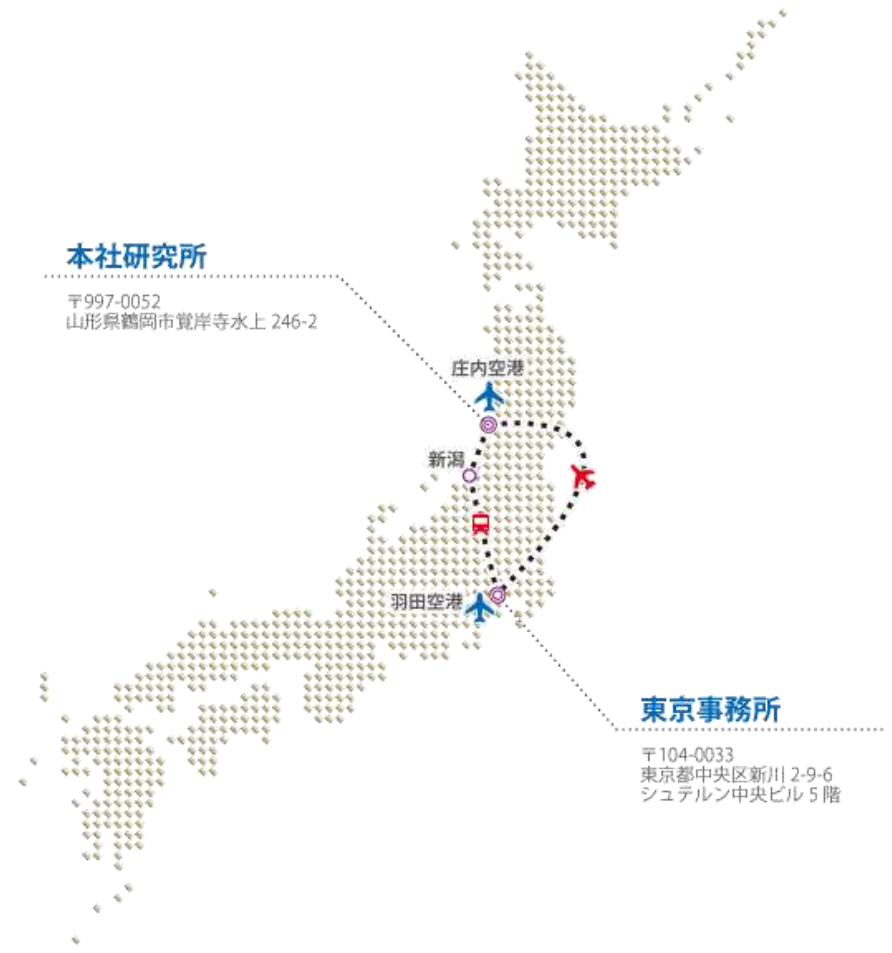 本社研究所
〒997-0052
山形県鶴岡市覚岸寺水上 246-2
庄内空港
新潟
羽田空港
東京事務所
〒104-0033
東京都中央区新川 2-9-6
シュテルン中央ビル 5 階